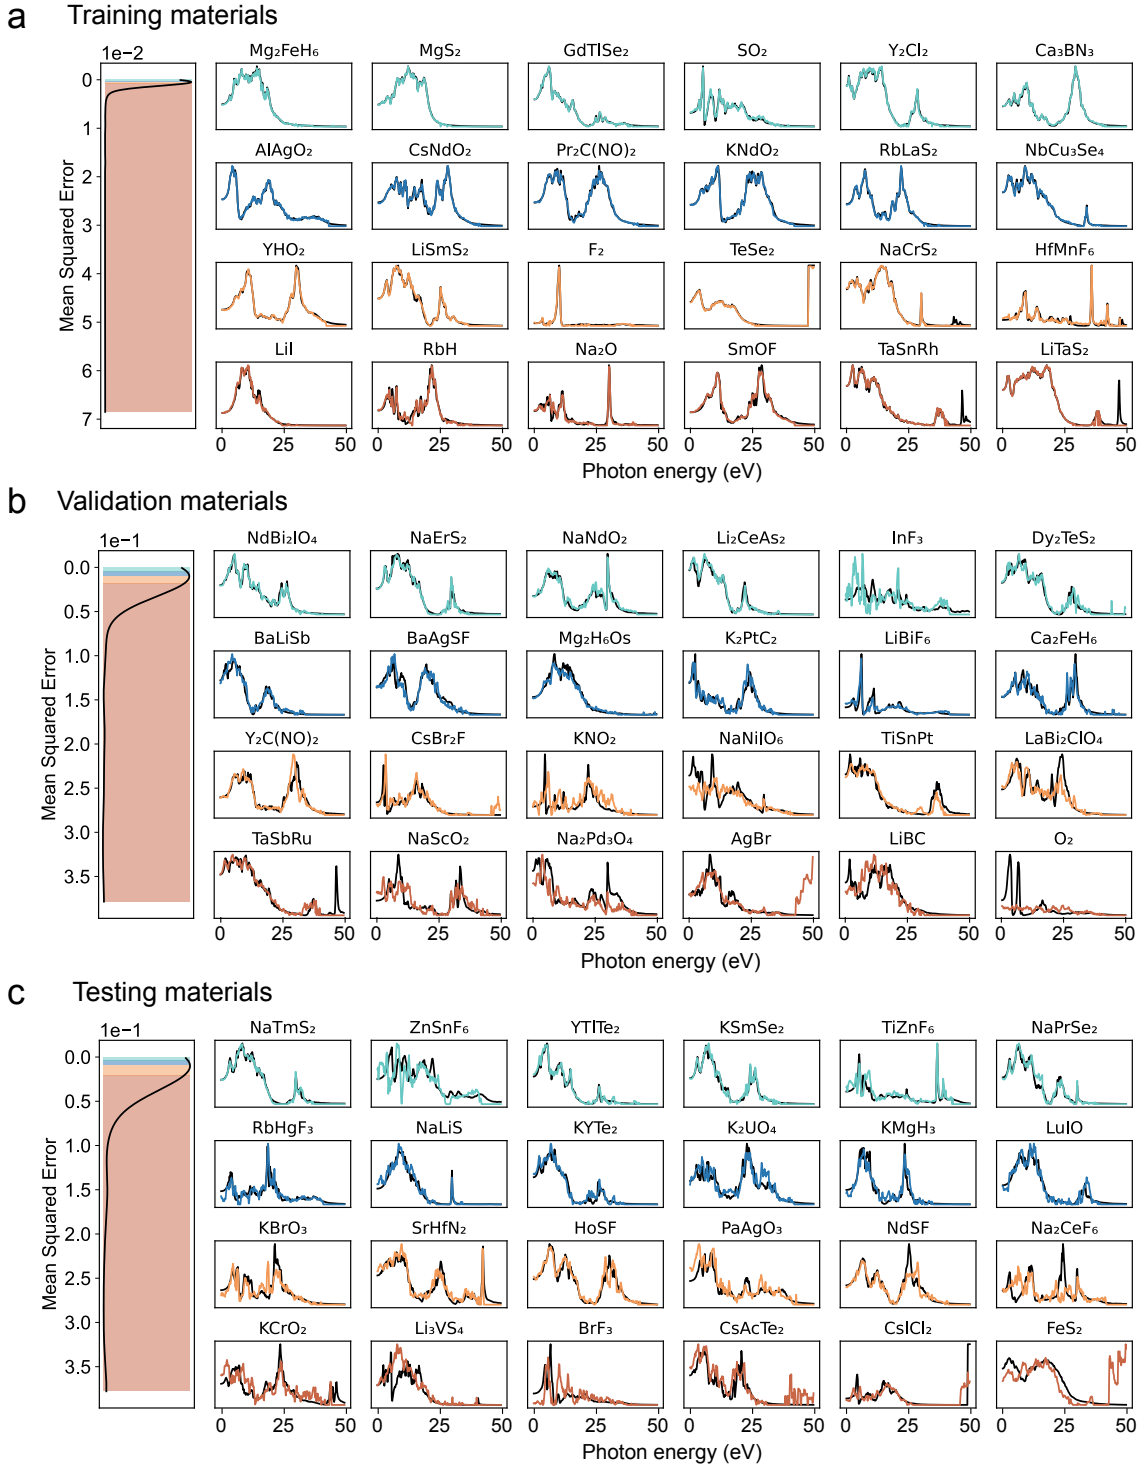 a Training materials
1e−2
Mg₂FeH₆ MgS₂ GdTlSe₂ SO₂ Y₂Cl₂ Ca₃BN₃
AlAgO₂ CsNdO₂ Pr₂C(NO)₂ KNdO₂ RbLaS₂ NbCu₃Se₄
YHO₂ LiSmS₂ F₂ TeSe₂ NaCrS₂ HfMnF₆
LiI RbH Na₂O SmOF TaSnRh LiTaS₂
0
1
2
3
4
5
6
7
Mean Squared Error
0 25 50 0 25 50 0 25 50 0 25 50 0 25 50 0 25 50
Photon energy (eV)
b Validation materials
1e−1
NdBi₂IO₄ NaErS₂ NaNdO₂ Li₂CeAs₂ InF₃ Dy₂TeS₂
BaLiSb BaAgSF Mg₂H₆Os K₂PtC₂ LiBiF₆ Ca₂FeH₆
Y₂C(NO)₂ CsBr₂F KNO₂ NaNiIO₆ TiSnPt LaBi₂ClO₄
TaSbRu NaScO₂ Na₂Pd₃O₄ AgBr LiBC O₂
0.0
0.5
1.0
1.5
2.0
2.5
3.0
3.5
Mean Squared Error
0 25 50 0 25 50 0 25 50 0 25 50 0 25 50 0 25 50
Photon energy (eV)
c Testing materials
1e−1
NaTmS₂ ZnSnF₆ YTlTe₂ KSmSe₂ TiZnF₆ NaPrSe₂
RbHgF₃ NaLiS KYTe₂ K₂UO₄ KMgH₃ LuIO
KBrO₃ SrHfN₂ HoSF PaAgO₃ NdSF Na₂CeF₆
KCrO₂ Li₃VS₄ BrF₃ CsAcTe₂ CsICl₂ FeS₂
0.0
0.5
1.0
1.5
2.0
2.5
3.0
3.5
Mean Squared Error
0 25 50 0 25 50 0 25 50 0 25 50 0 25 50 0 25 50
Photon energy (eV)